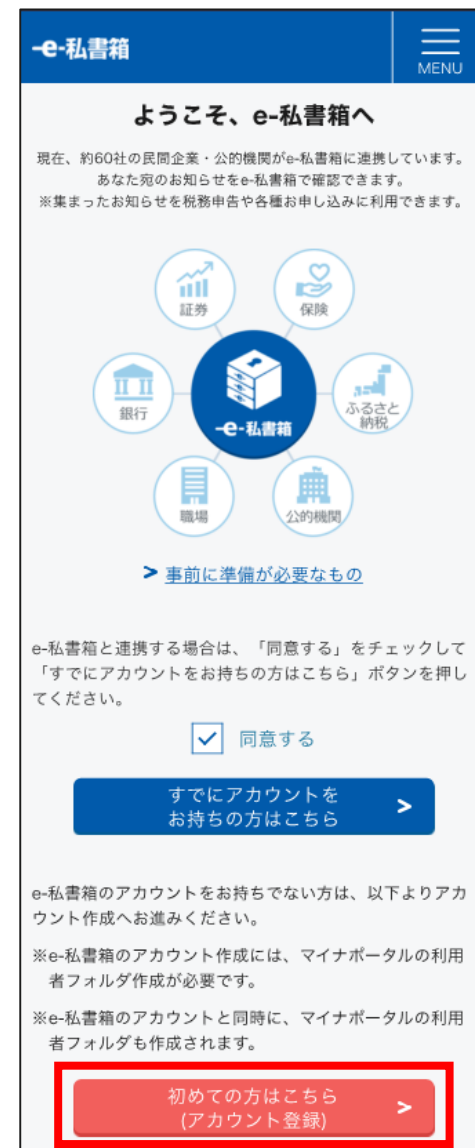 -e-私書箱
MENU
ようこそ、e-私書箱へ
現在、約60社の民間企業・公的機関がe-私書箱に連携しています。
あなた宛のお知らせをe-私書箱で確認できます。
※集まったお知らせを税務申告や各種お申し込みに利用できます。
証券
保険
銀行
-e-私書箱
ふるさと
納税
職場
公的機関
> 事前に準備が必要なもの
e-私書箱と連携する場合は、「同意する」をチェックして
「すでにアカウントをお持ちの方はこちら」ボタンを押し
てください。
同意する
すでにアカウントを
お持ちの方はこちら >
e-私書箱のアカウントをお持ちでない方は、以下よりアカ
ウント作成へお進みください。
※e-私書箱のアカウント作成には、マイナポータルの利用
者フォルダ作成が必要です。
※e-私書箱のアカウントと同時に、マイナポータルの利用
者フォルダも作成されます。
初めての方はこちら
(アカウント登録) >